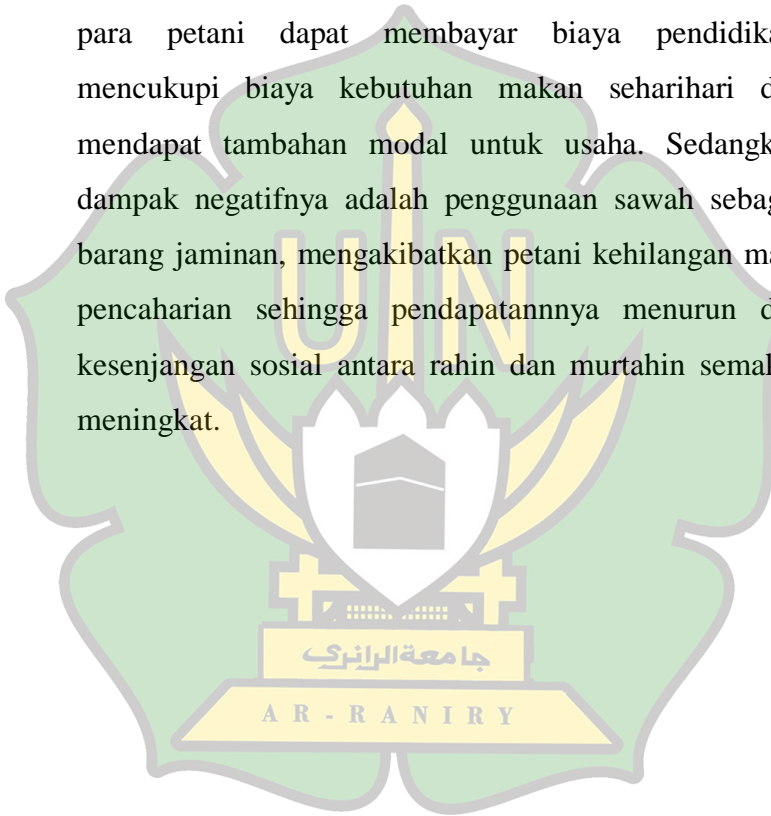 para petani dapat membayar biaya pendidika
mencukupi biaya kebutuhan makan seharihari d
mendapat tambahan modal untuk usaha. Sedangk
dampak negatifnya adalah penggunaan sawah sebag
barang jaminan, mengakibatkan petani kehilangan ma
pencaharian sehingga pendapatannnya menurun d
kesenjangan sosial antara rahin dan murtahin semak
meningkat.
UIN
جامعة الرانري
AR-RANIRY